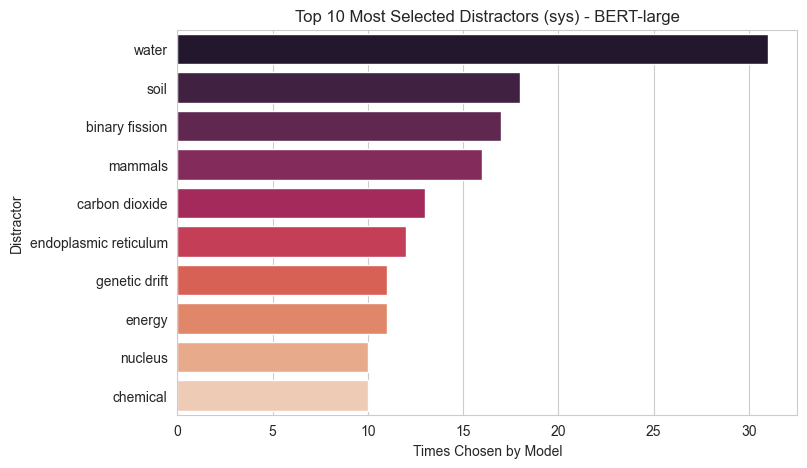 Top 10 Most Selected Distractors (sys) - BERT-large
Distractor
water
soil
binary fission
mammals
carbon dioxide
endoplasmic reticulum
genetic drift
energy
nucleus
chemical
0 5 10 15 20 25 30
Times Chosen by Model